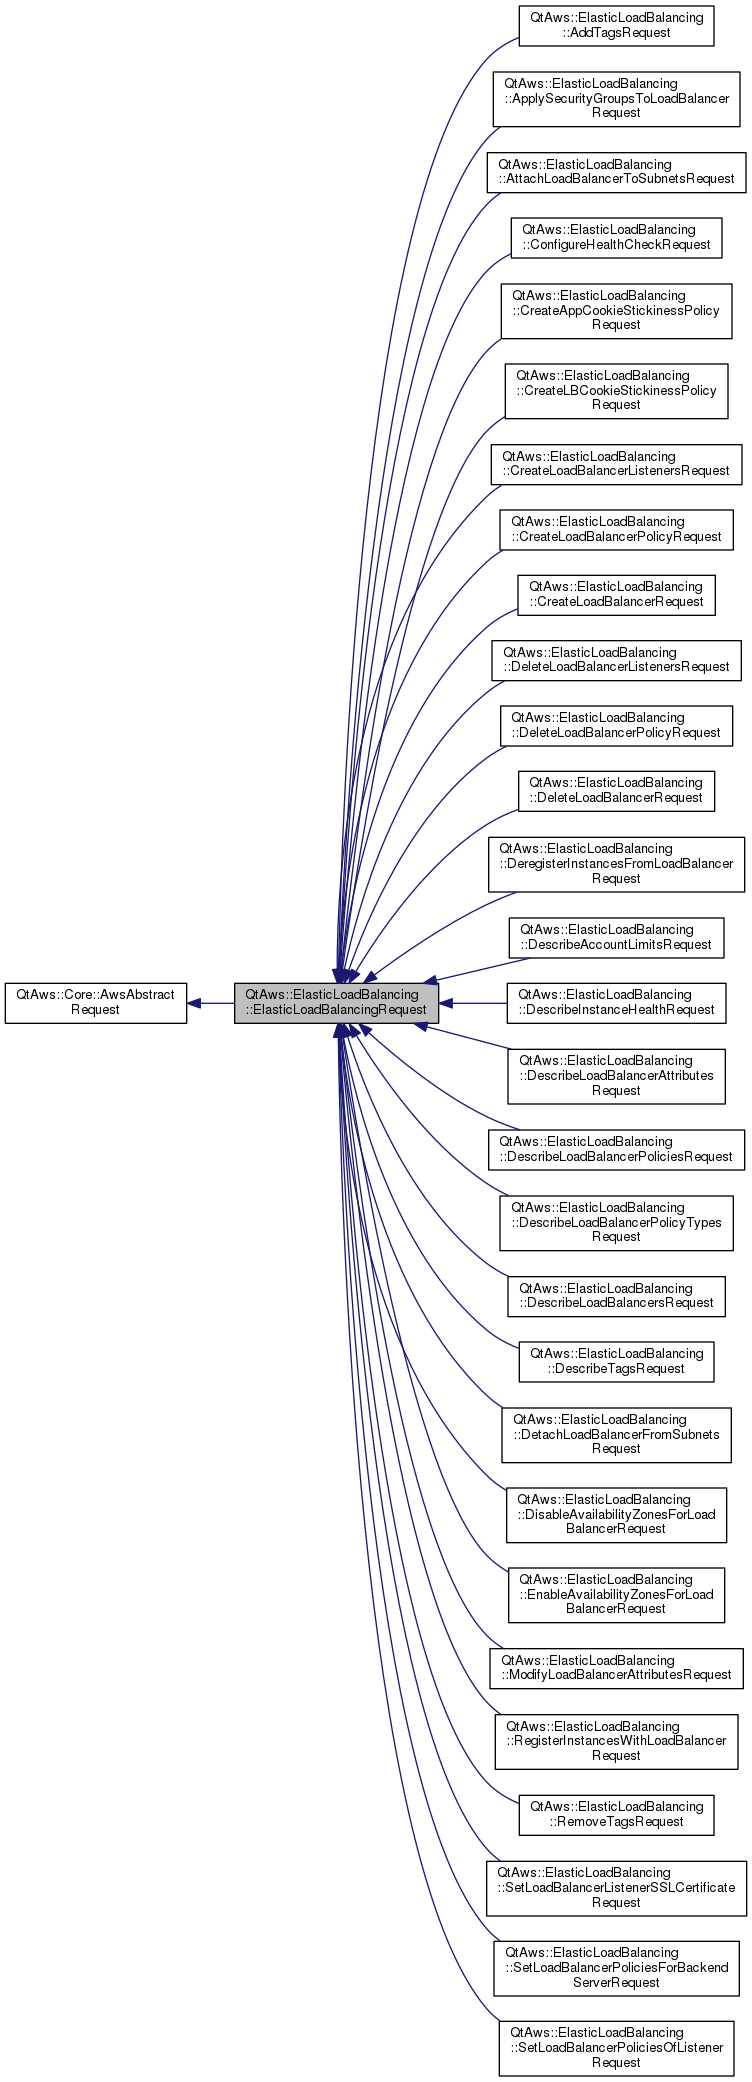 QtAws::ElasticLoadBalancing
::AddTagsRequest
QtAws::ElasticLoadBalancing
::ApplySecurityGroupsToLoadBalancer
Request
QtAws::ElasticLoadBalancing
::AttachLoadBalancerToSubnetsRequest
QtAws::ElasticLoadBalancing
::ConfigureHealthCheckRequest
QtAws::ElasticLoadBalancing
::CreateAppCookieStickinessPolicy
Request
QtAws::ElasticLoadBalancing
::CreateLBCookieStickinessPolicy
Request
QtAws::ElasticLoadBalancing
::CreateLoadBalancerListenersRequest
QtAws::ElasticLoadBalancing
::CreateLoadBalancerPolicyRequest
QtAws::ElasticLoadBalancing
::CreateLoadBalancerRequest
QtAws::ElasticLoadBalancing
::DeleteLoadBalancerListenersRequest
QtAws::ElasticLoadBalancing
::DeleteLoadBalancerPolicyRequest
QtAws::ElasticLoadBalancing
::DeleteLoadBalancerRequest
QtAws::ElasticLoadBalancing
::DeregisterInstancesFromLoadBalancer
Request
QtAws::ElasticLoadBalancing
::DescribeAccountLimitsRequest
QtAws::Core::AwsAbstract
Request
QtAws::ElasticLoadBalancing
::ElasticLoadBalancingRequest
QtAws::ElasticLoadBalancing
::DescribeInstanceHealthRequest
QtAws::ElasticLoadBalancing
::DescribeLoadBalancerAttributes
Request
QtAws::ElasticLoadBalancing
::DescribeLoadBalancerPoliciesRequest
QtAws::ElasticLoadBalancing
::DescribeLoadBalancerPolicyTypes
Request
QtAws::ElasticLoadBalancing
::DescribeLoadBalancersRequest
QtAws::ElasticLoadBalancing
::DescribeTagsRequest
QtAws::ElasticLoadBalancing
::DetachLoadBalancerFromSubnets
Request
QtAws::ElasticLoadBalancing
::DisableAvailabilityZonesForLoad
BalancerRequest
QtAws::ElasticLoadBalancing
::EnableAvailabilityZonesForLoad
BalancerRequest
QtAws::ElasticLoadBalancing
::ModifyLoadBalancerAttributesRequest
QtAws::ElasticLoadBalancing
::RegisterInstancesWithLoadBalancer
Request
QtAws::ElasticLoadBalancing
::RemoveTagsRequest
QtAws::ElasticLoadBalancing
::SetLoadBalancerListenerSSLCertificate
Request
QtAws::ElasticLoadBalancing
::SetLoadBalancerPoliciesForBackend
ServerRequest
QtAws::ElasticLoadBalancing
::SetLoadBalancerPoliciesOfListener
Request